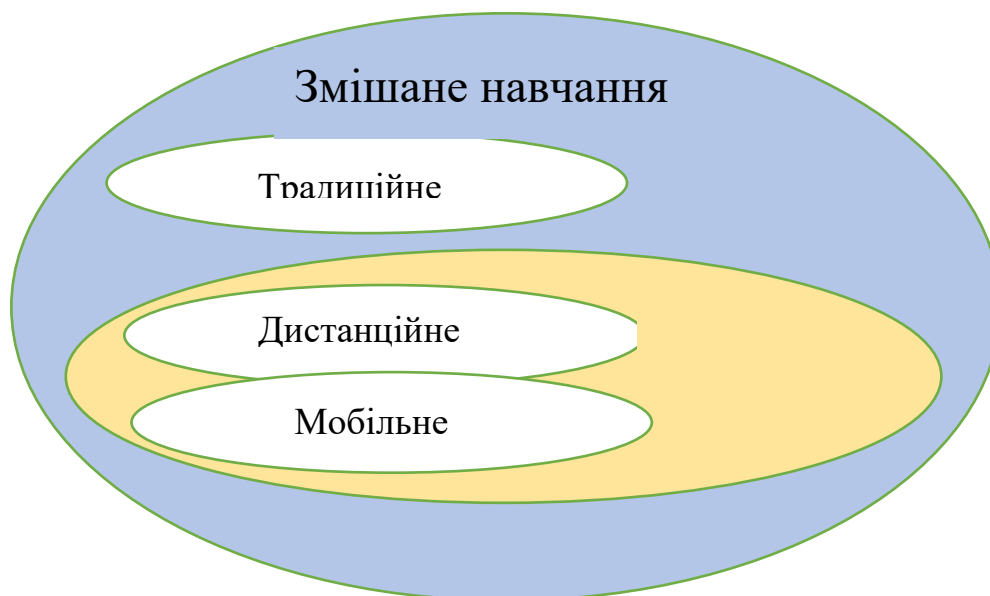 Змішане навчання
Традиційне
Дистанційне
Мобільне